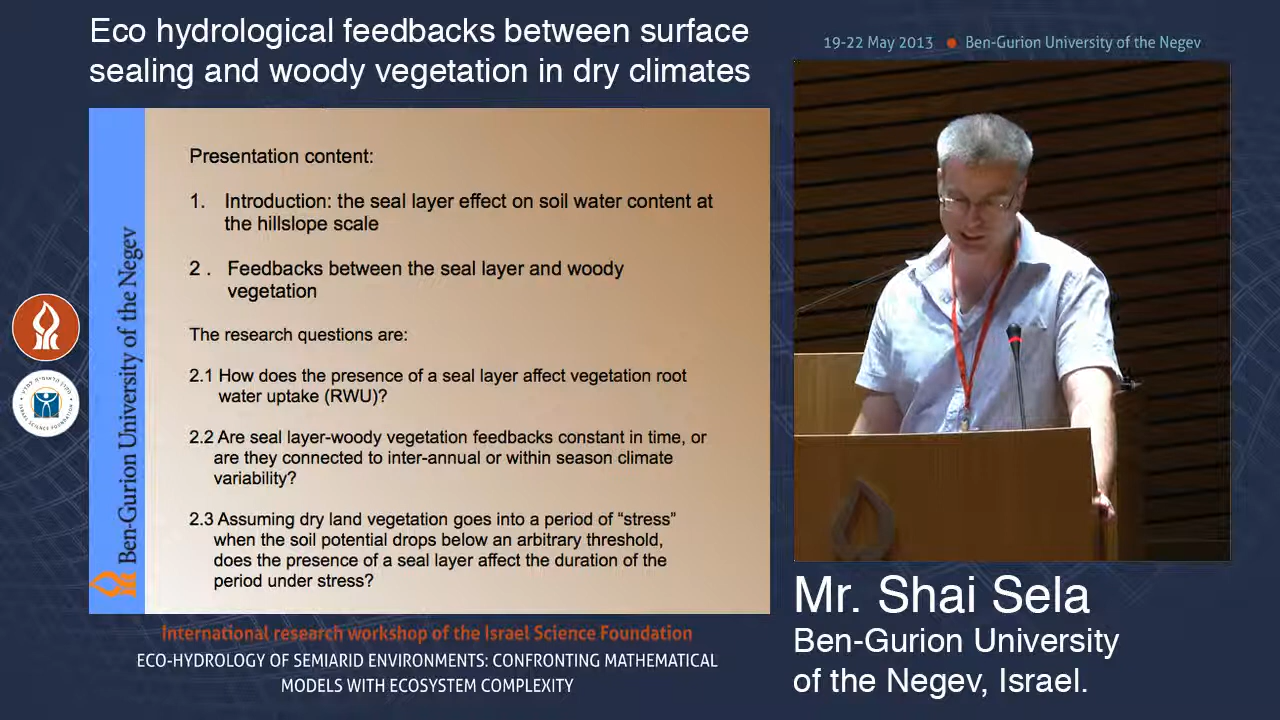 Eco hydrological feedbacks between surface
sealing and woody vegetation in dry climates
19-22 May 2013 ● Ben-Gurion University of the Negev
Ben-Gurion University of the Negev
Presentation content:
1. Introduction: the seal layer effect on soil water content at
the hillslope scale
2 . Feedbacks between the seal layer and woody
vegetation
The research questions are:
2.1 How does the presence of a seal layer affect vegetation root
water uptake (RWU)?
2.2 Are seal layer-woody vegetation feedbacks constant in time, or
are they connected to inter-annual or within season climate
variability?
2.3 Assuming dry land vegetation goes into a period of “stress”
when the soil potential drops below an arbitrary threshold,
does the presence of a seal layer affect the duration of the
period under stress?
International research workshop of the Israel Science Foundation
ECO-HYDROLOGY OF SEMIARID ENVIRONMENTS: CONFRONTING MATHEMATICAL
MODELS WITH ECOSYSTEM COMPLEXITY
Mr. Shai Sela
Ben-Gurion University
of the Negev, Israel.
ISRAEL SCIENCE FOUNDATION